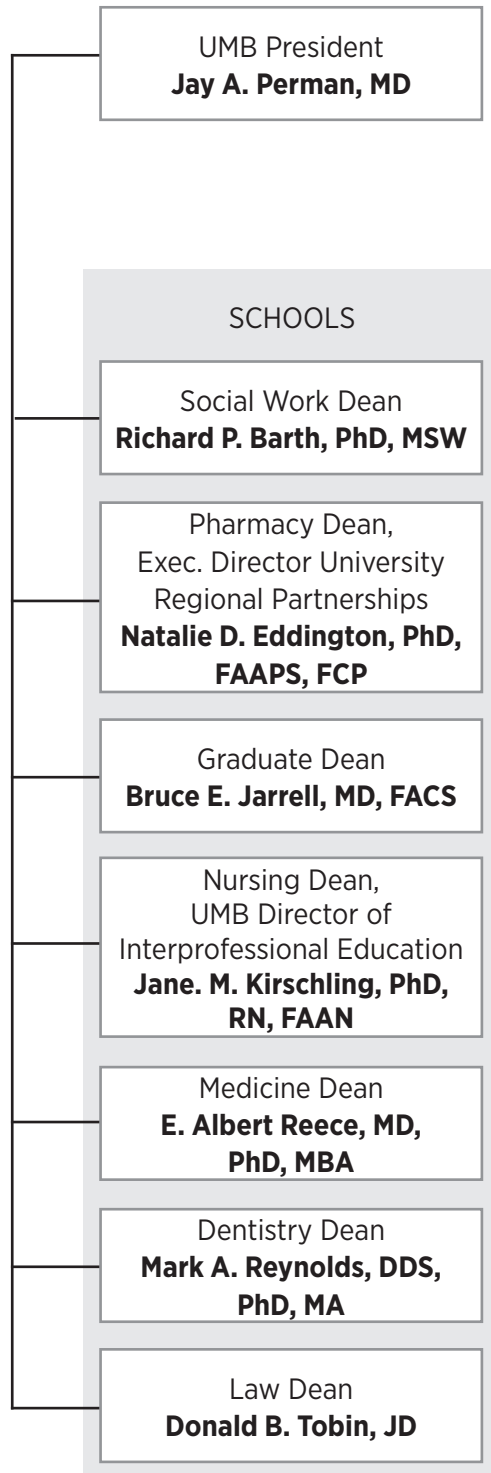 UMB President
Jay A. Perman, MD
SCHOOLS
Social Work Dean
Richard P. Barth, PhD, MSW
Pharmacy Dean,
Exec. Director University
Regional Partnerships
Natalie D. Eddington, PhD,
FAAPS, FCP
Graduate Dean
Bruce E. Jarrell, MD, FACS
Nursing Dean,
UMB Director of
Interprofessional Education
Jane. M. Kirschling, PhD,
RN, FAAN
Medicine Dean
E. Albert Reece, MD,
PhD, MBA
Dentistry Dean
Mark A. Reynolds, DDS,
PhD, MA
Law Dean
Donald B. Tobin, JD